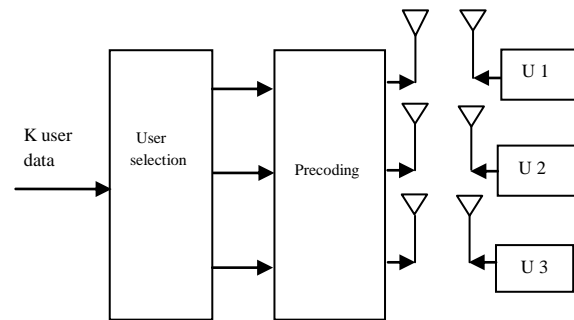 K user
data
User
selection
Precoding
U 1
U 2
U 3